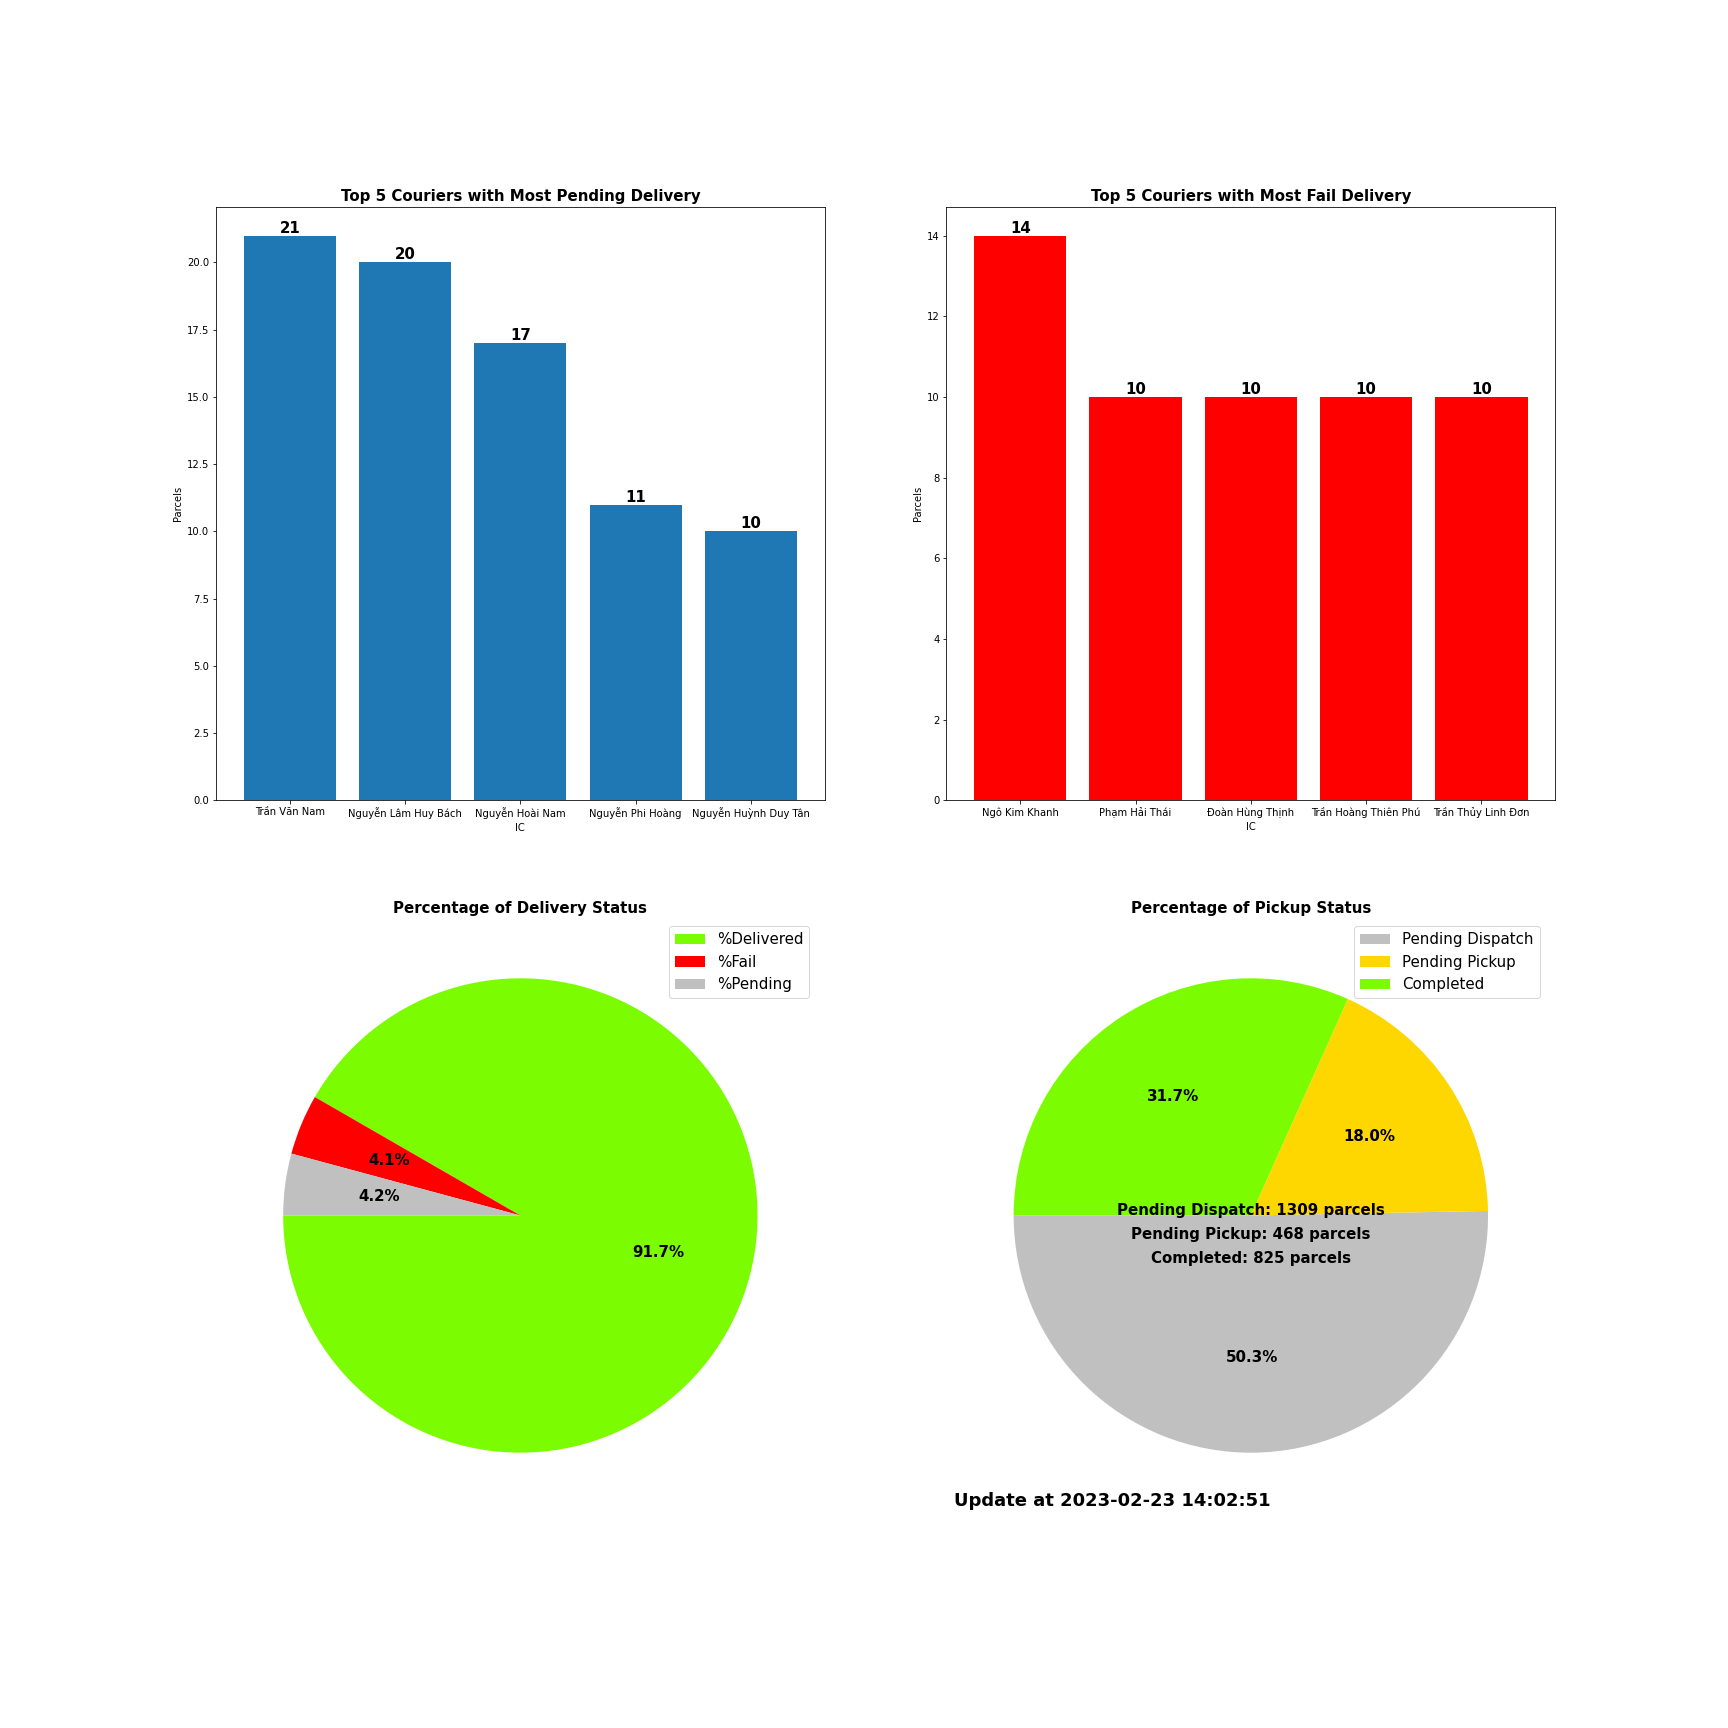 Top 5 Couriers with Most Pending Delivery
21
20
17
11
10
20.0
17.5
15.0
12.5
10.0
7.5
5.0
2.5
0.0
Parcels
Trần Văn Nam
Nguyễn Lâm Huy Bách
Nguyễn Hoài Nam
Nguyễn Phi Hoàng
Nguyễn Huỳnh Duy Tân
IC
Top 5 Couriers with Most Fail Delivery
14
10
10
10
10
14
12
10
8
6
4
2
0
Parcels
Ngô Kim Khanh
Phạm Hải Thái
Đoàn Hùng Thịnh
Trần Hoàng Thiên Phú
Trần Thủy Linh Đơn
IC
Percentage of Delivery Status
%Delivered
%Fail
%Pending
4.1%
4.2%
91.7%
Percentage of Pickup Status
Pending Dispatch
Pending Pickup
Completed
31.7%
18.0%
Pending Dispatch: 1309 parcels
Pending Pickup: 468 parcels
Completed: 825 parcels
50.3%
Update at 2023-02-23 14:02:51